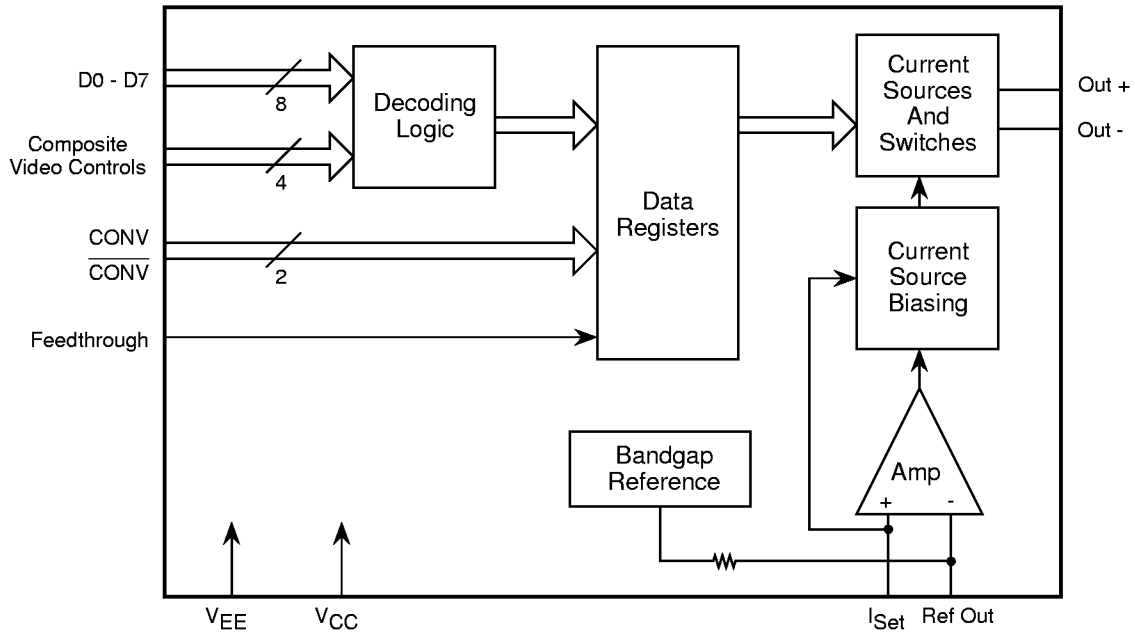 D0 - D7
8
Composite
Video Controls
4
CONV
CONV
2
Feedthrough
Decoding
Logic
Data
Registers
Current
Sources
And
Switches
Out +
Out -
Current
Source
Biasing
Bandgap
Reference
Amp
+ -
VEE
VCC
ISet
Ref Out